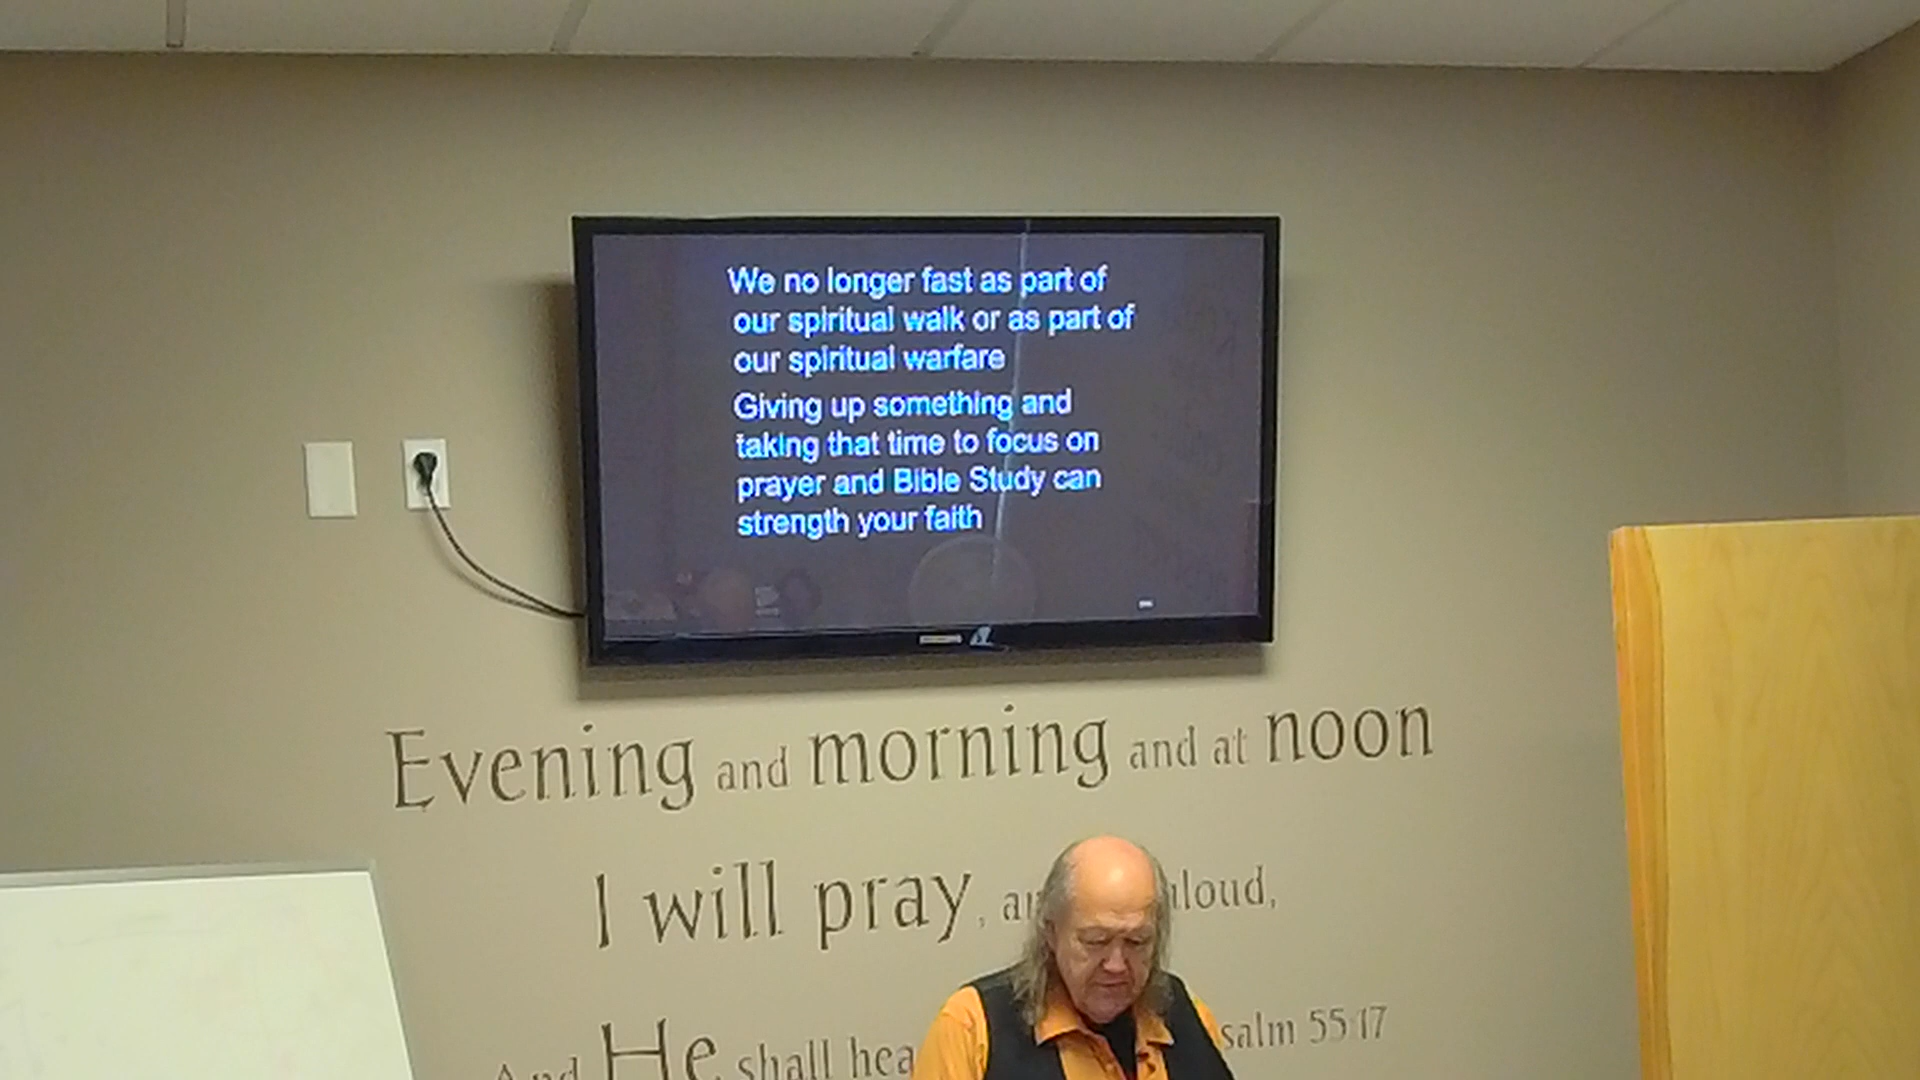 We no longer fast as part of
our spiritual walk or as part of
our spiritual warfare
Giving up something and
taking that time to focus on
prayer and Bible Study can
strength your faith
Evening and morning and at noon
I will pray, aloud,
And He shall hea salm 55:17